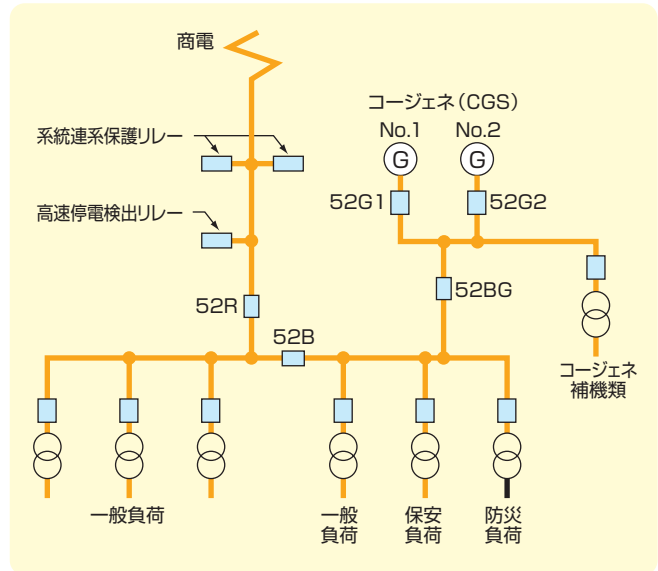 商電
コージェネ(CGS)
No.1
No.2
系統連系保護リレー
G
G
52G1
52G2
高速停電検出リレー
52BG
52R
52B
コージェネ
補機類
一般負荷
一般
負荷
保安
負荷
防災
負荷